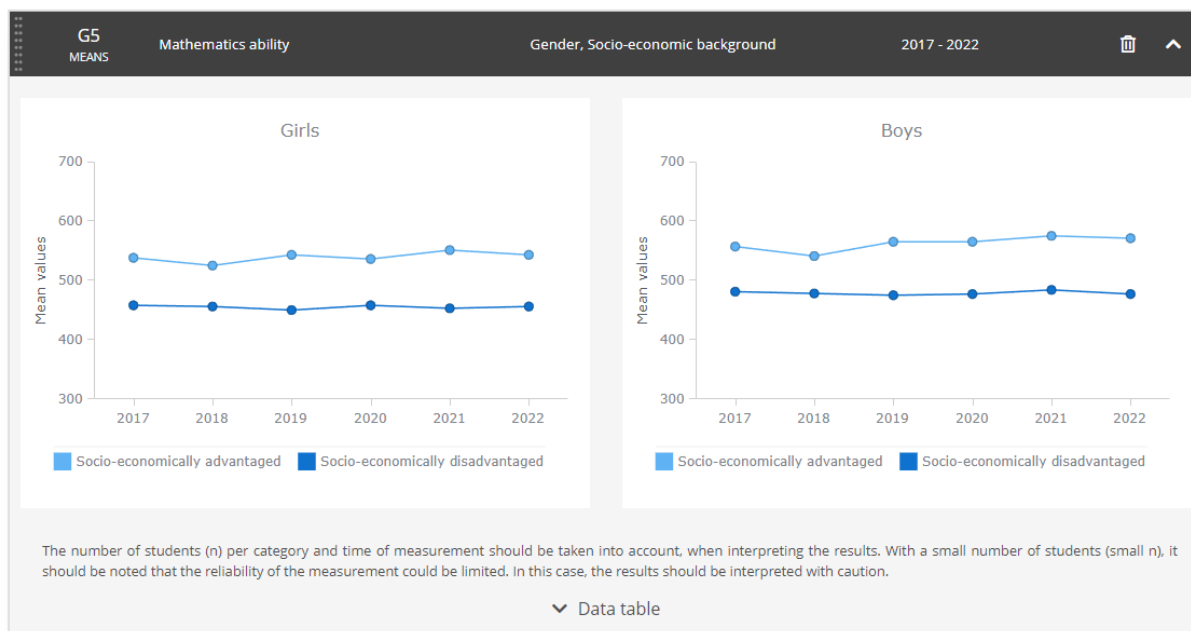 G5
MEANS
Mathematics ability
Gender, Socio-economic background
2017 - 2022
Girls
700
600
500
400
300
Mean values
2017 2018 2019 2020 2021 2022
Socio-economically advantaged Socio-economically disadvantaged
Boys
700
600
500
400
300
Mean values
2017 2018 2019 2020 2021 2022
Socio-economically advantaged Socio-economically disadvantaged
The number of students (n) per category and time of measurement should be taken into account, when interpreting the results. With a small number of students (small n), it
should be noted that the reliability of the measurement could be limited. In this case, the results should be interpreted with caution.
Data table